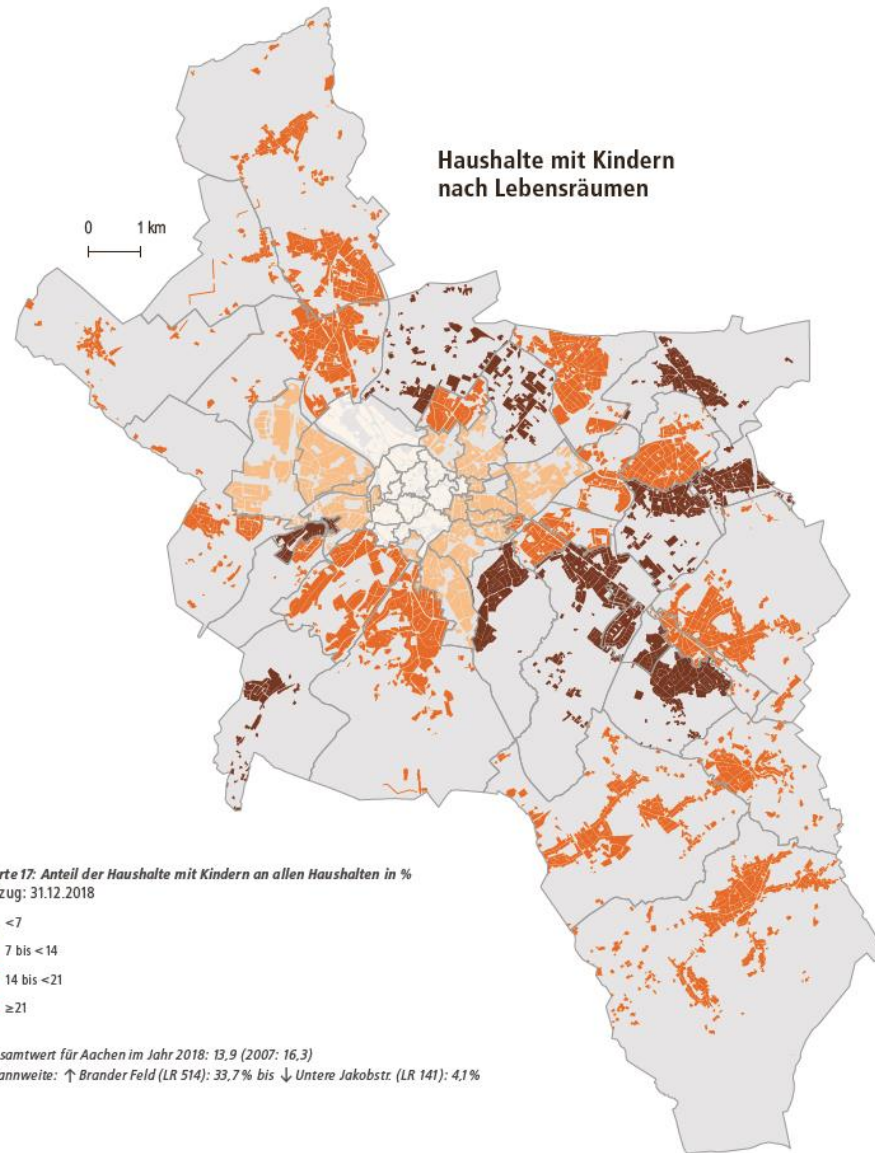 Haushalte mit Kindern
nach Lebensräumen
0 1 km
rte 17: Anteil der Haushalte mit Kindern an allen Haushalten in %
zug: 31.12.2018
<7
7 bis <14
14 bis <21
≥21
samtwert für Aachen im Jahr 2018: 13,9 (2007: 16,3)
annweite: ↑ Brander Feld (LR 514): 33,7 % bis ↓ Untere Jakobstr. (LR 141): 4,1 %